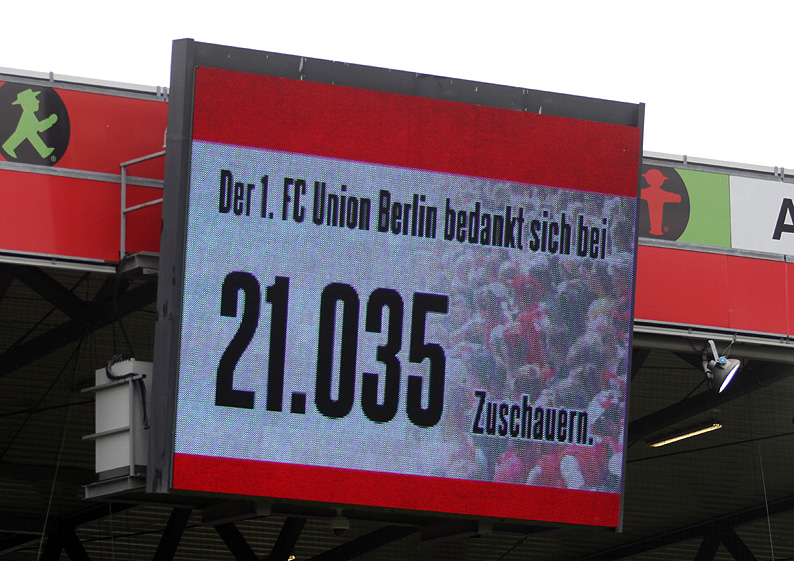 Der 1. FC Union Berlin bedankt sich bei
21.035
Zuschauern.
A